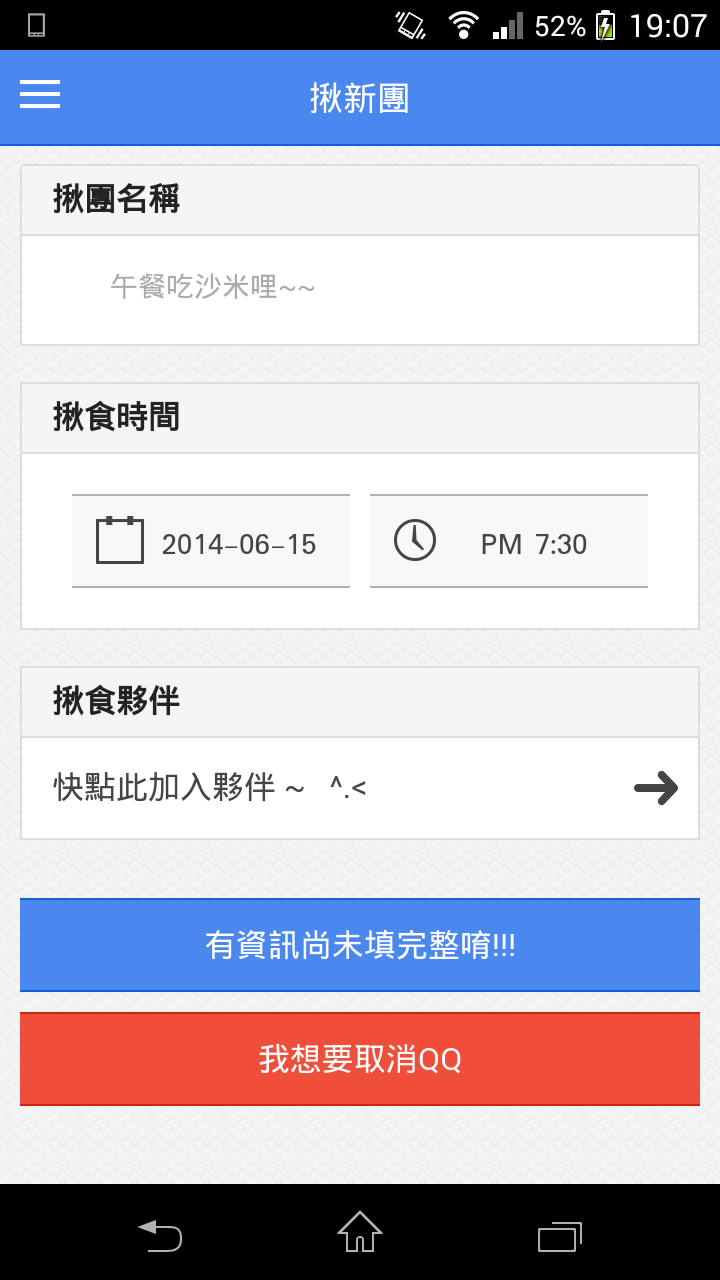 52% 19:07
揪新團
揪團名稱
午餐吃沙米哩~~
揪食時間
2014-06-15
PM 7:30
揪食夥伴
快點此加入夥伴 ~ ^.<
有資訊尚未填完整唷!!!
我想要取消QQ